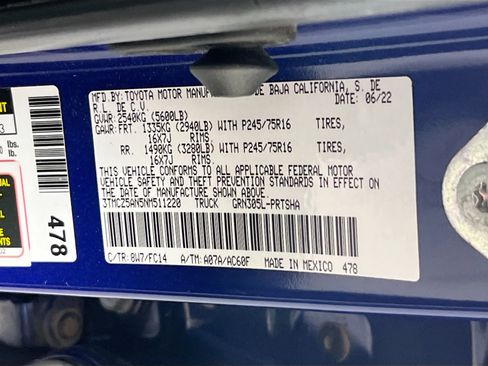 MFD.BY:TOYOTA MOTOR MANU DE BAJA CALIFORNIA, S. DE
R. L. DE C.V. DATE: 06/22
GVWR:2540KG (5600LB)
GAWR:FRT. 1335KG (2940LB) WITH P245/75R16 TIRES,
16X7J RIMS,
RR. 1490KG (3280LB) WITH P245/75R16 TIRES,
16X7J RIMS
THIS VEHICLE CONFORMS TO ALL APPLICABLE FEDERAL MOTOR
VEHICLE SAFETY AND THEFT PREVENTION STANDARDS IN EFFECT ON
THE DATE OF MANUFACTURE SHOWN ABOVE.
3TMCZ5AN5NM511220 TRUCK GRN305L-PRTSHA
C/TR: 8W7/FC14 A/TM: A07A/AC60F MADE IN MEXICO 478
478
lbs.
lb.